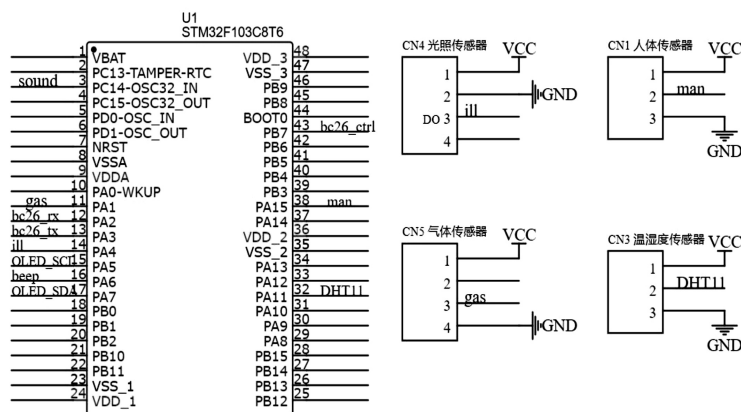 U1
STM32F103C8T6
1 VBAT VDD_3 48
2 PC13-TAMPER-RTC VSS_3 47
sound 3 PC14-OSC32_IN PB9 46
4 PC15-OSC32_OUT PB8 45
5 PD0-OSC_IN BOOT0 44
6 PD1-OSC_OUT PB7 43 bc26_ctrl
7 NRST PB6 42
8 VSSA PB5 41
9 VDDA PB4 40
10 PA0-WKUP PB3 39
gas 11 PA1 PA15 38 man
bc26_rx 12 PA2 PA14 37
bc26_tx 13 PA3 VDD_2 36
ill 14 PA4 VSS_2 35
OLED_SCL 15 PA5 PA13 34
beep 16 PA6 PA12 33
OLED_SDA 17 PA7 PA11 32 DHT11
18 PB0 PA10 31
19 PB1 PA9 30
20 PB2 PA8 29
21 PB10 PB15 28
22 PB11 PB14 27
23 VSS_1 PB13 26
24 VDD_1 PB12 25
CN4 光照传感器
VCC
1
2 GND
DO 3 ill
4
CN1 人体传感器
VCC
1
2 man
3
GND
CN5 气体传感器
VCC
1
2
3 gas
4 GND
CN3 温湿度传感器
VCC
1
2 DHT11
3
GND